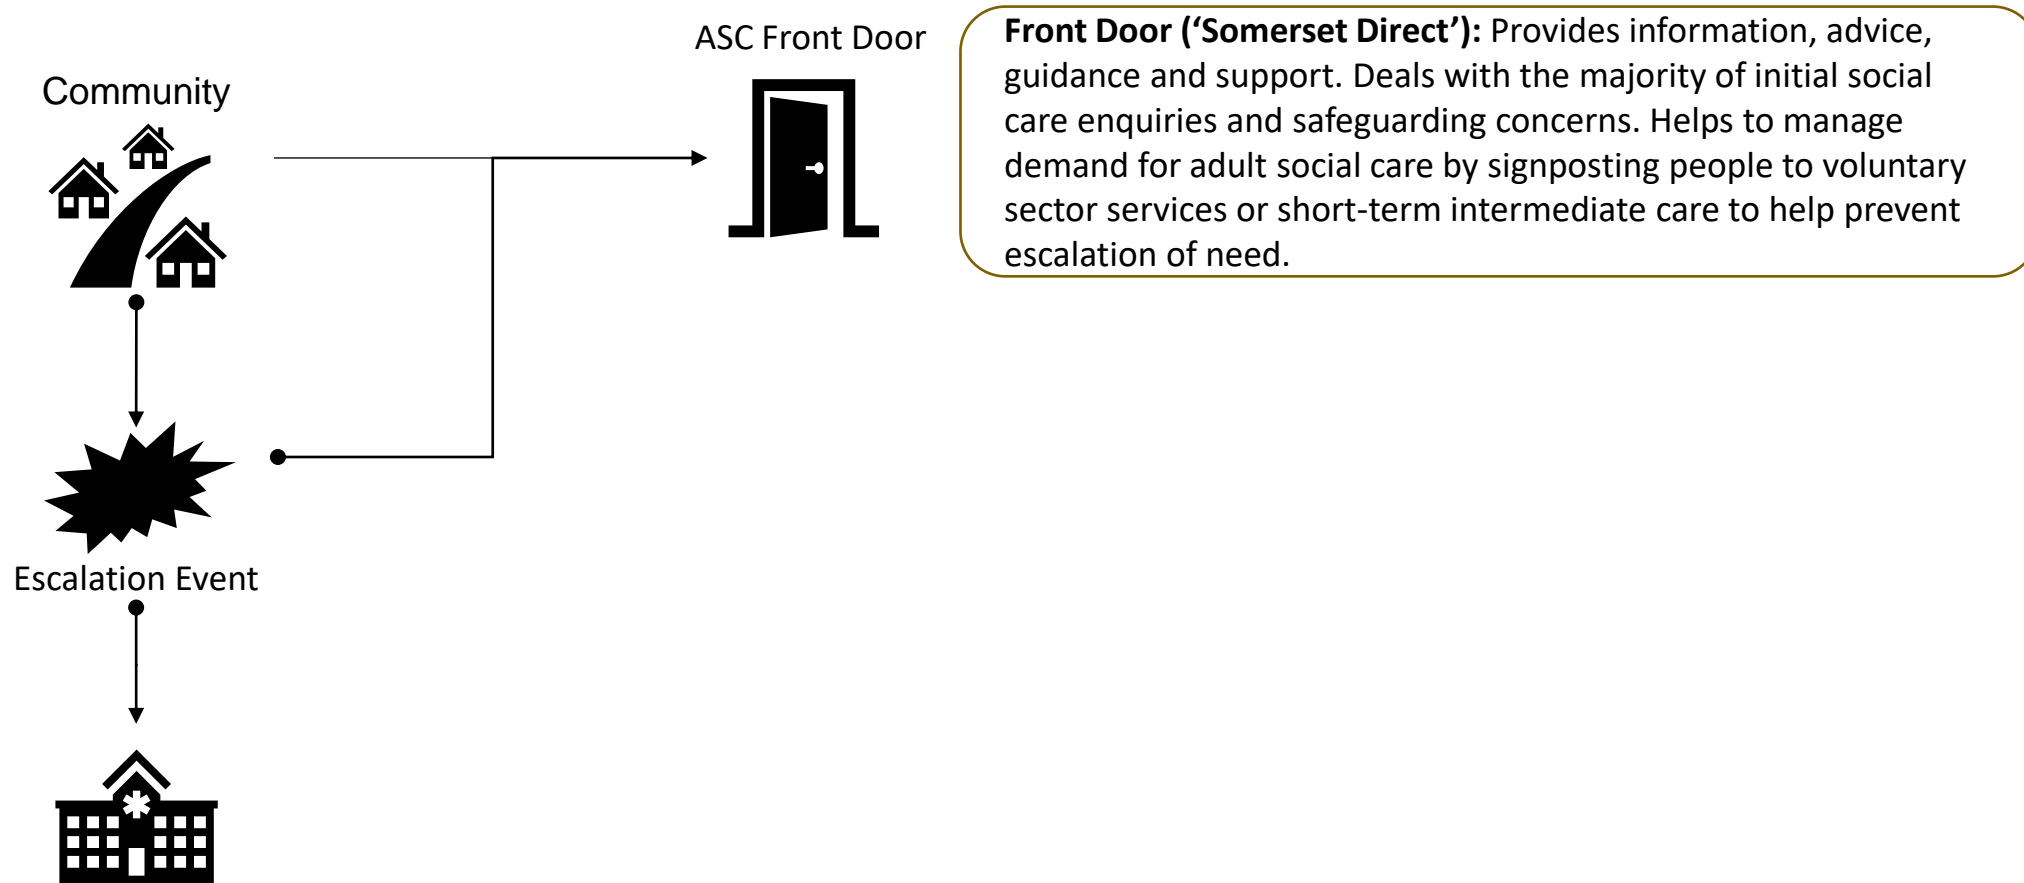 ASC Front Door
Community
Escalation Event
Front Door (‘Somerset Direct’): Provides information, advice,
guidance and support. Deals with the majority of initial social
care enquiries and safeguarding concerns. Helps to manage
demand for adult social care by signposting people to voluntary
sector services or short-term intermediate care to help prevent
escalation of need.